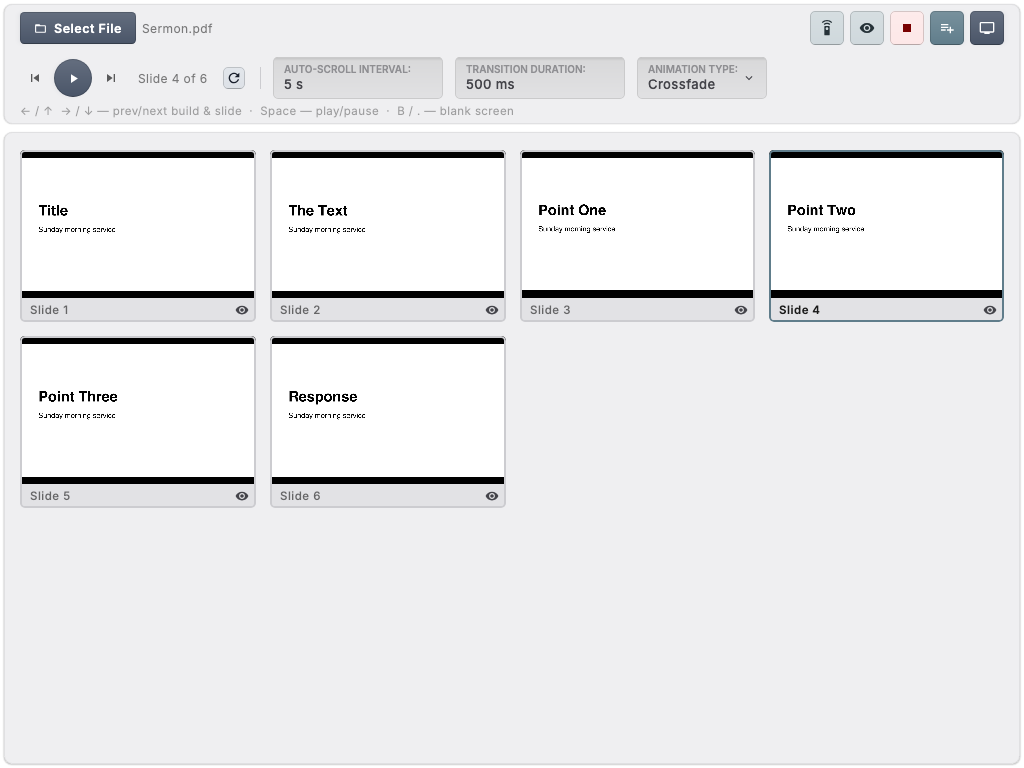 Select File
Sermon.pdf
Slide 4 of 6
AUTO-SCROLL INTERVAL:
5 s
TRANSITION DURATION:
500 ms
ANIMATION TYPE:
Crossfade
← / ↑ → / ↓ — prev/next build & slide · Space — play/pause · B / . — blank screen
Title
Sunday morning service
Slide 1
The Text
Sunday morning service
Slide 2
Point One
Sunday morning service
Slide 3
Point Two
Sunday morning service
Slide 4
Point Three
Sunday morning service
Slide 5
Response
Sunday morning service
Slide 6